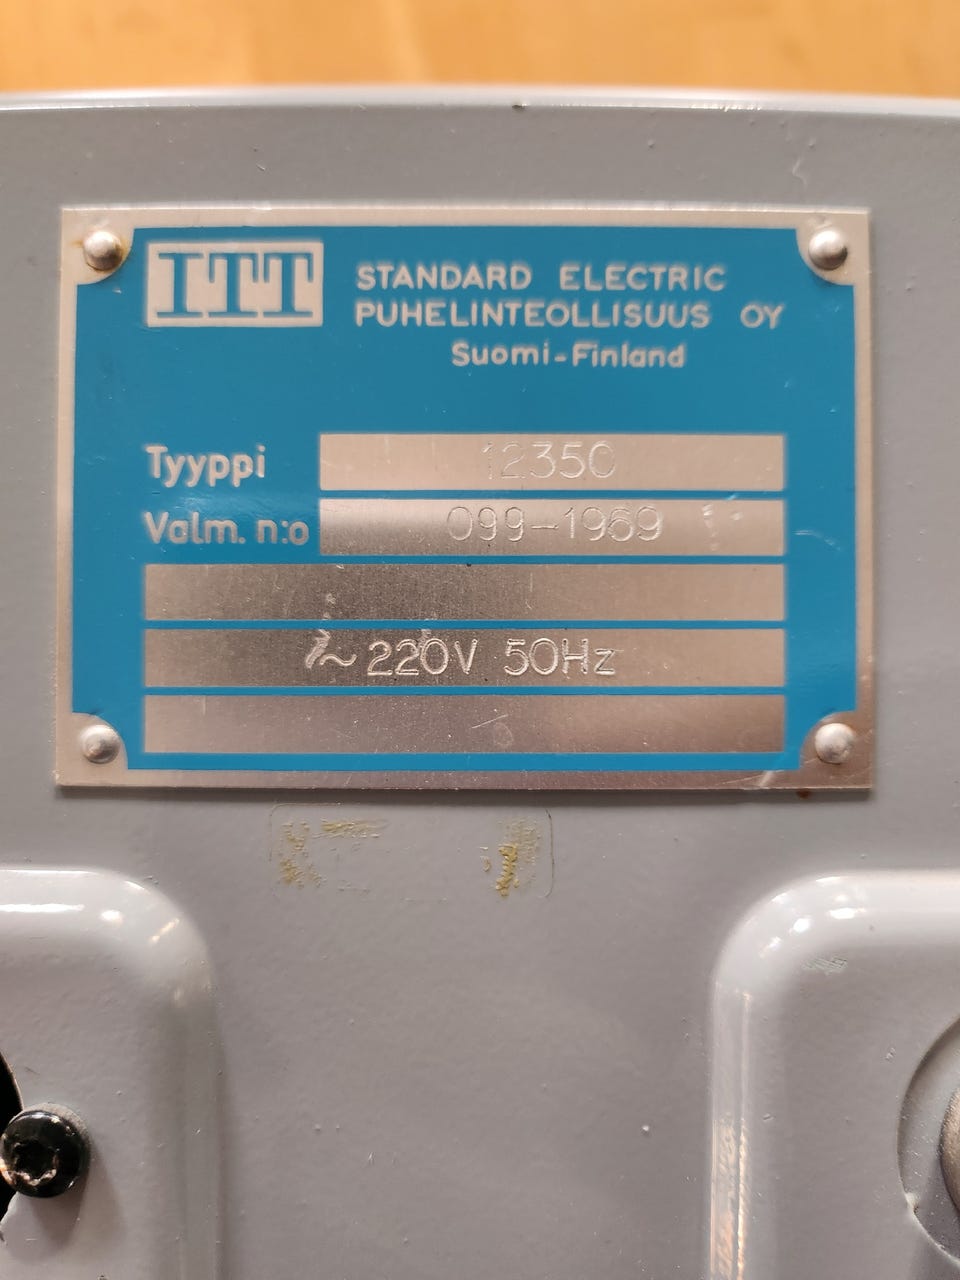 ITT
STANDARD ELECTRIC
PUHELINTEOLLISUUS OY
Suomi-Finland
Tyyppi 12350
Valm. n:o 099-1969
~ 220V 50Hz